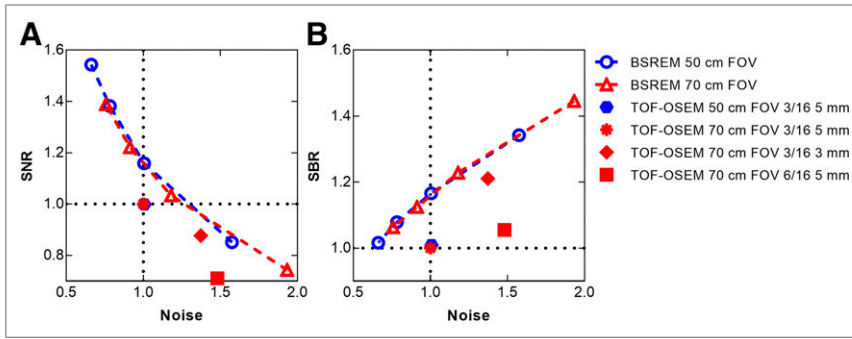 A
B
1.6
1.4
1.2
1.0
0.8
SNR
0.5
1.0
1.5
2.0
Noise
1.6
1.4
1.2
1.0
SBR
0.5
1.0
1.5
2.0
Noise
BSREM 50 cm FOV
BSREM 70 cm FOV
TOF-OSEM 50 cm FOV 3/16 5 mm
TOF-OSEM 70 cm FOV 3/16 5 mm
TOF-OSEM 70 cm FOV 3/16 3 mm
TOF-OSEM 70 cm FOV 6/16 5 mm